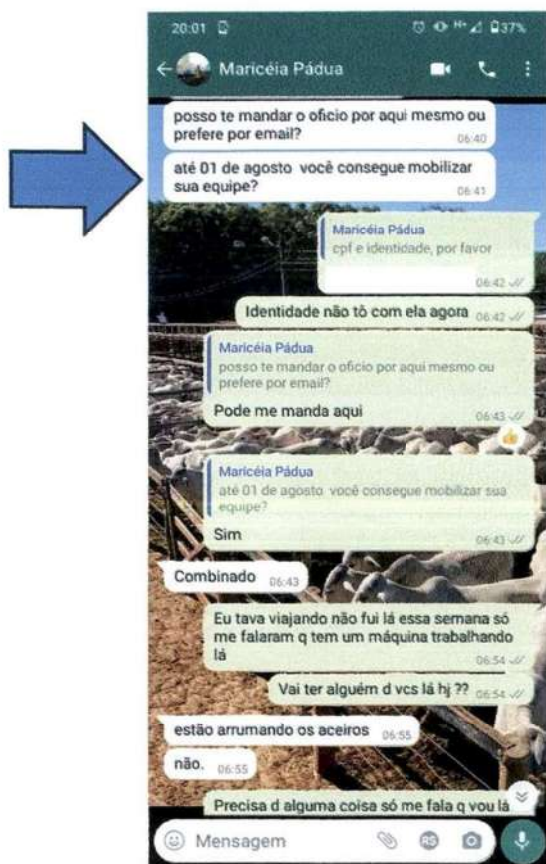 20:01 H+ 37%
Maricéia Pádua
posso te mandar o oficio por aqui mesmo ou
prefere por email?
06:40
até 01 de agosto você consegue mobilizar
sua equipe?
06:41
Maricéia Pádua
cpf e identidade, por favor
06:42
Identidade não tô com ela agora 06:42
Maricéia Pádua
posso te mandar o oficio por aqui mesmo ou
prefere por email?
Pode me manda aqui 06:43
Maricéia Pádua
até 01 de agosto você consegue mobilizar sua
equipe?
Sim 06:43
Combinado 06:43
Eu tava viajando não fui lá essa semana só
me falaram q tem um máquina trabalhando
lá 06:54
Vai ter alguém d vcs lá hj ?? 06:54
estão arrumando os aceiros 06:55
não. 06:55
Precisa d alguma coisa só me fala q vou lá
Mensagem R$